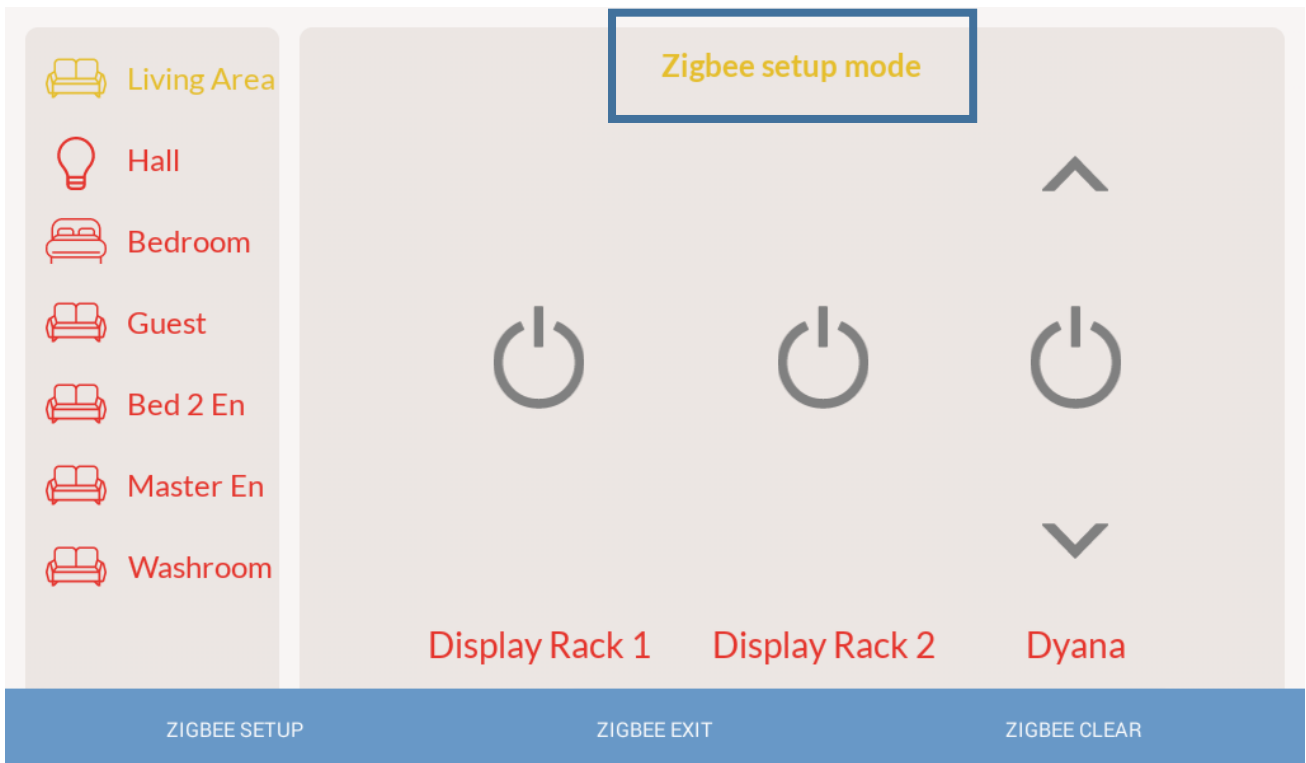 Living Area
Hall
Bedroom
Guest
Bed 2 En
Master En
Washroom
Zigbee setup mode
Display Rack 1
Display Rack 2
Dyana
ZIGBEE SETUP
ZIGBEE EXIT
ZIGBEE CLEAR